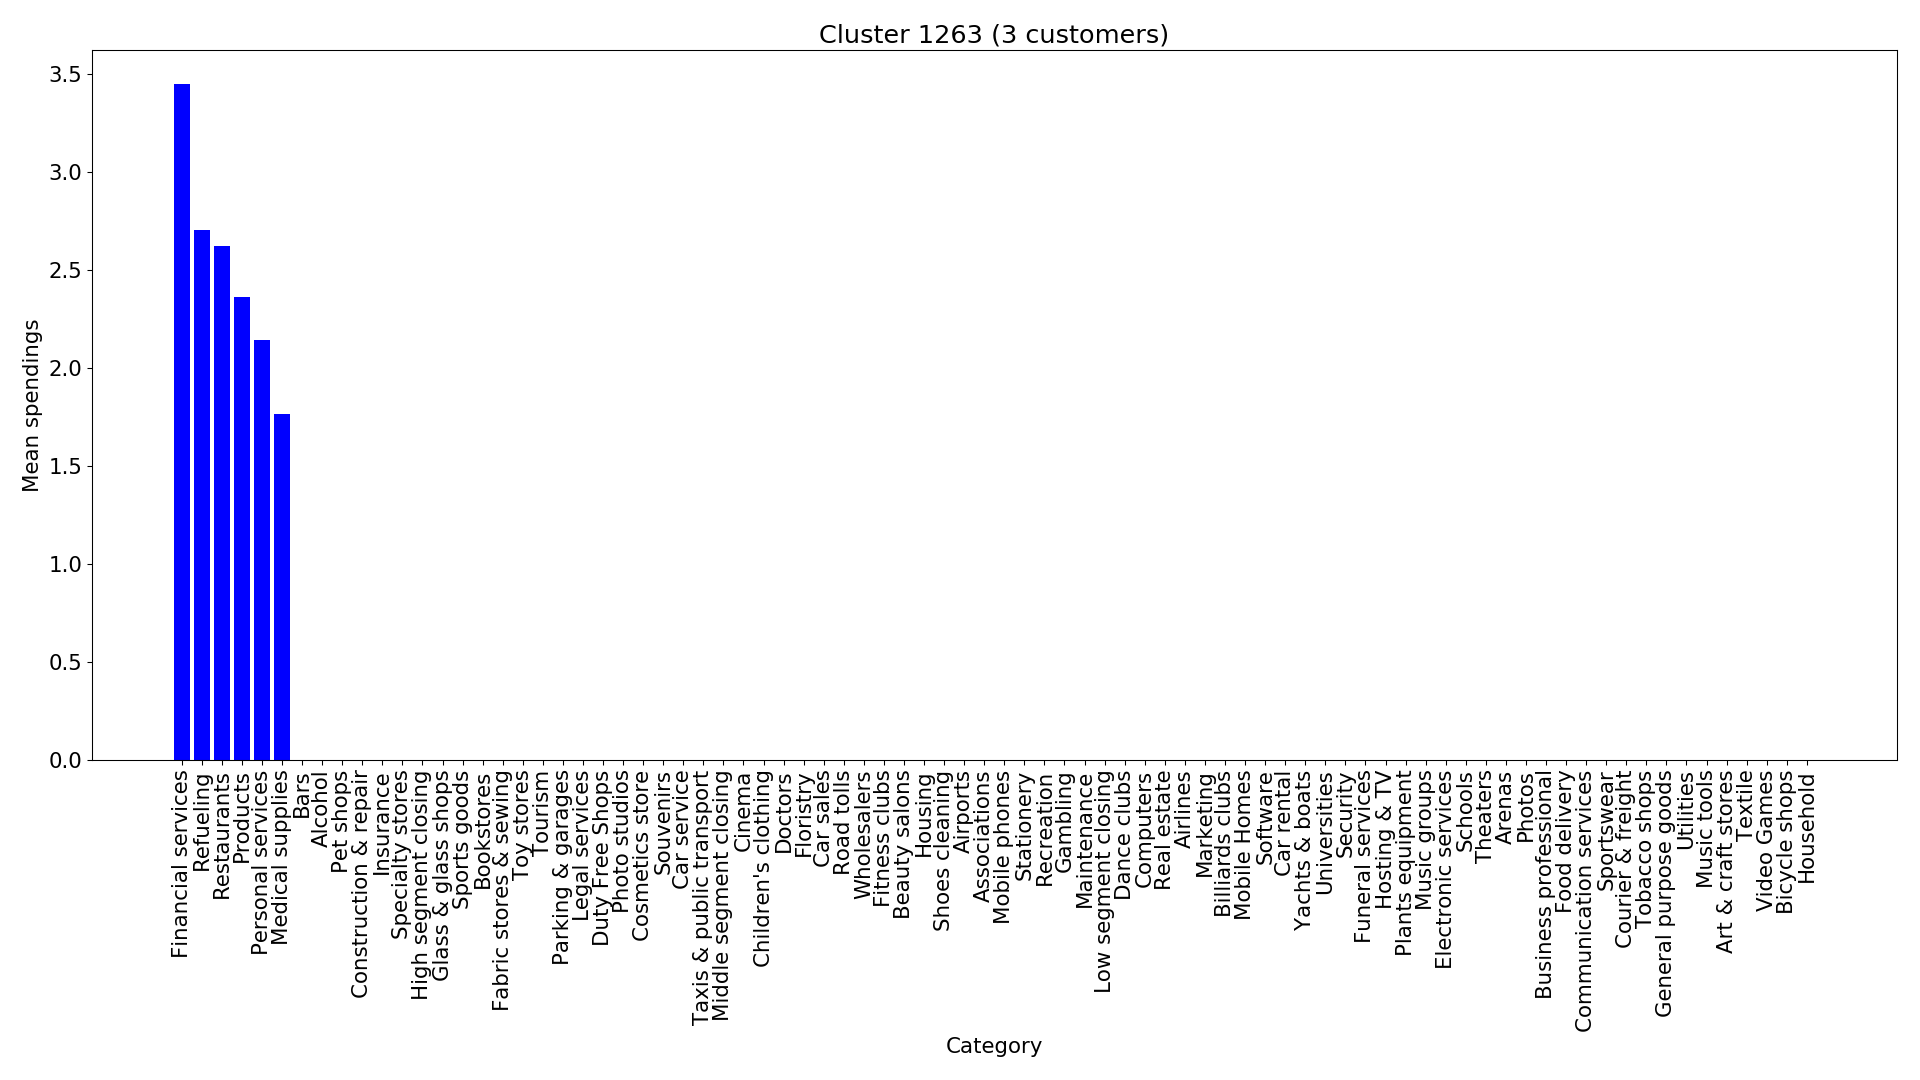 Cluster 1263 (3 customers)
Mean spendings
3.5
3.0
2.5
2.0
1.5
1.0
0.5
0.0
Financial services
Refueling
Restaurants
Products
Personal services
Medical supplies
Bars
Alcohol
Pet shops
Construction & repair
Insurance
Specialty stores
High segment closing
Glass & glass shops
Sports goods
Bookstores
Fabric stores & sewing
Toy stores
Tourism
Parking & garages
Legal services
Duty Free Shops
Photo studios
Cosmetics store
Souvenirs
Car service
Taxis & public transport
Middle segment closing
Cinema
Children's clothing
Doctors
Floristry
Car sales
Road tolls
Wholesalers
Fitness clubs
Beauty salons
Housing
Shoes cleaning
Airports
Associations
Mobile phones
Stationery
Recreation
Gambling
Maintenance
Low segment closing
Dance clubs
Computers
Real estate
Airlines
Marketing
Billiards clubs
Mobile Homes
Software
Car rental
Yachts & boats
Universities
Security
Funeral services
Hosting & TV
Plants equipment
Music groups
Electronic services
Schools
Theaters
Arenas
Photos
Business professional
Food delivery
Communication services
Sportswear
Courier & freight
Tobacco shops
General purpose goods
Utilities
Music tools
Art & craft stores
Textile
Video Games
Bicycle shops
Household
Category